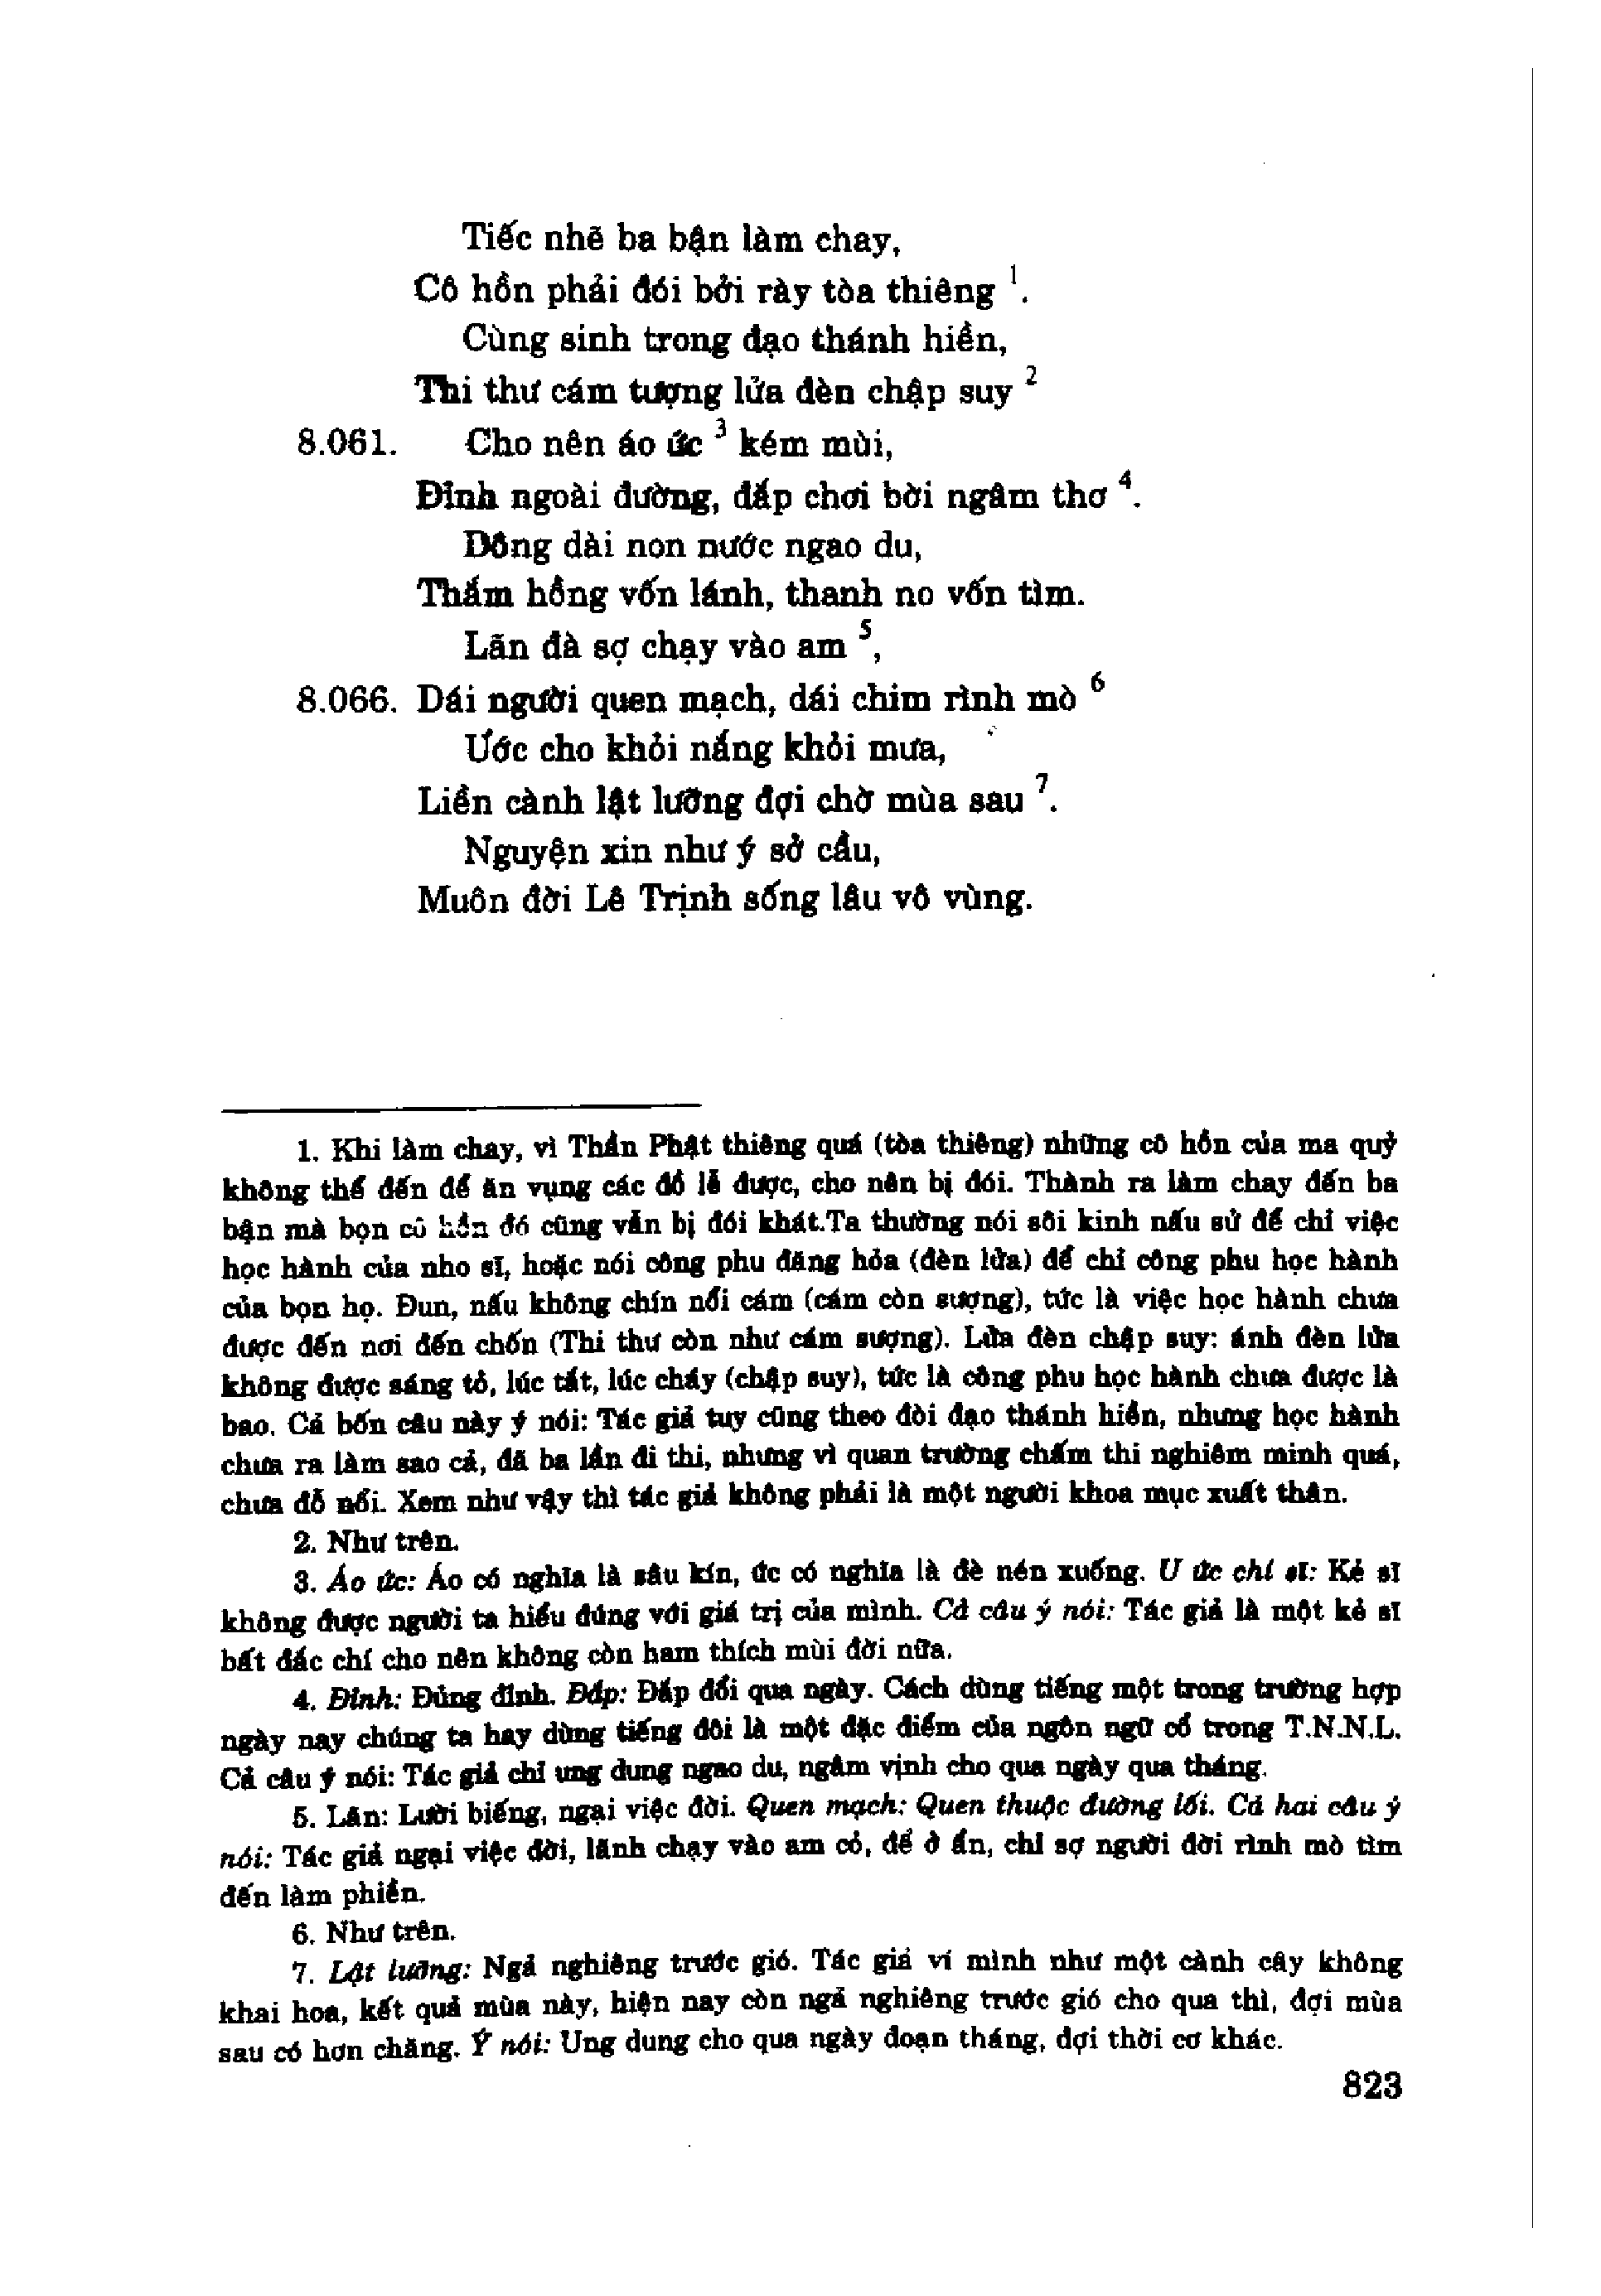 Tiếc nhẽ ba bận làm chay,
Cô hồn phải đói bởi rày tòa thiêng 1.
Cùng sinh trong đạo thánh hiền,
Thi thư cám tượng lửa đèn chập suy 2
8.061. Cho nên áo ức 3 kém mùi,
Đỉnh ngoài đường, đắp chơi bời ngâm thơ 4.
Dông dài non nước ngao du,
Thắm hồng vốn lánh, thanh no vốn tìm.
Lãn đà sợ chạy vào am 5,
8.066. Dái người quen mạch, dái chim rình mò 6
Ước cho khỏi nắng khỏi mưa,
Liền cành lật lưỡng đợi chờ mùa sau 7.
Nguyện xin như ý sở cầu,
Muôn đời Lê Trịnh sống lâu vô vùng.
1. Khi làm chay, vì Thần Phật thiêng quá (tòa thiêng) những cô hồn của ma quỷ
không thể đến để ăn vụng các đồ lễ được, cho nên bị đói. Thành ra làm chay đến ba
bận mà bọn cô hồn đó cũng vẫn bị đói khát.Ta thường nói sôi kinh nấu sử để chỉ việc
học hành của nho sĩ, hoặc nói công phu đăng hỏa (đèn lửa) để chỉ công phu học hành
của bọn họ. Đun, nấu không chín nổi cám (cám còn sượng), tức là việc học hành chưa
được đến nơi đến chốn (Thi thư còn như cám sượng). Lửa đèn chập suy: ánh đèn lửa
không được sáng tỏ, lúc tắt, lúc cháy (chập suy), tức là công phu học hành chưa được là
bao. Cả bốn câu này ý nói: Tác giả tuy cũng theo đòi đạo thánh hiền, nhưng học hành
chưa ra làm sao cả, đã ba lần đi thi, nhưng vì quan trường chấm thi nghiêm minh quá,
chưa đỗ nổi. Xem như vậy thì tác giả không phải là một người khoa mục xuất thân.
2. Như trên.
3. Áo ức: Áo có nghĩa là sâu kín, ức có nghĩa là đè nén xuống. U ức chí sĩ: Kẻ sĩ
không được người ta hiểu đúng với giá trị của mình. Cả câu ý nói: Tác giả là một kẻ sĩ
bất đắc chí cho nên không còn ham thích mùi đời nữa.
4. Đỉnh: Đủng đỉnh. Đắp: Đắp đổi qua ngày. Cách dùng tiếng một trong trường hợp
ngày nay chúng ta hay dùng tiếng đôi là một đặc điểm của ngôn ngữ cổ trong T.N.N.L.
Cả câu ý nói: Tác giả chỉ ung dung ngao du, ngâm vịnh cho qua ngày qua tháng.
5. Lãn: Lười biếng, ngại việc đời. Quen mạch: Quen thuộc đường lối. Cả hai câu ý
nói: Tác giả ngại việc đời, lãnh chạy vào am cỏ, để ở ẩn, chỉ sợ người đời rình mò tìm
đến làm phiền.
6. Như trên.
7. Lật lưỡng: Ngả nghiêng trước gió. Tác giả ví mình như một cành cây không
khai hoa, kết quả mùa này, hiện nay còn ngả nghiêng trước gió cho qua thì, đợi mùa
sau có hơn chăng. Ý nói: Ung dung cho qua ngày đoạn tháng, đợi thời cơ khác.
823